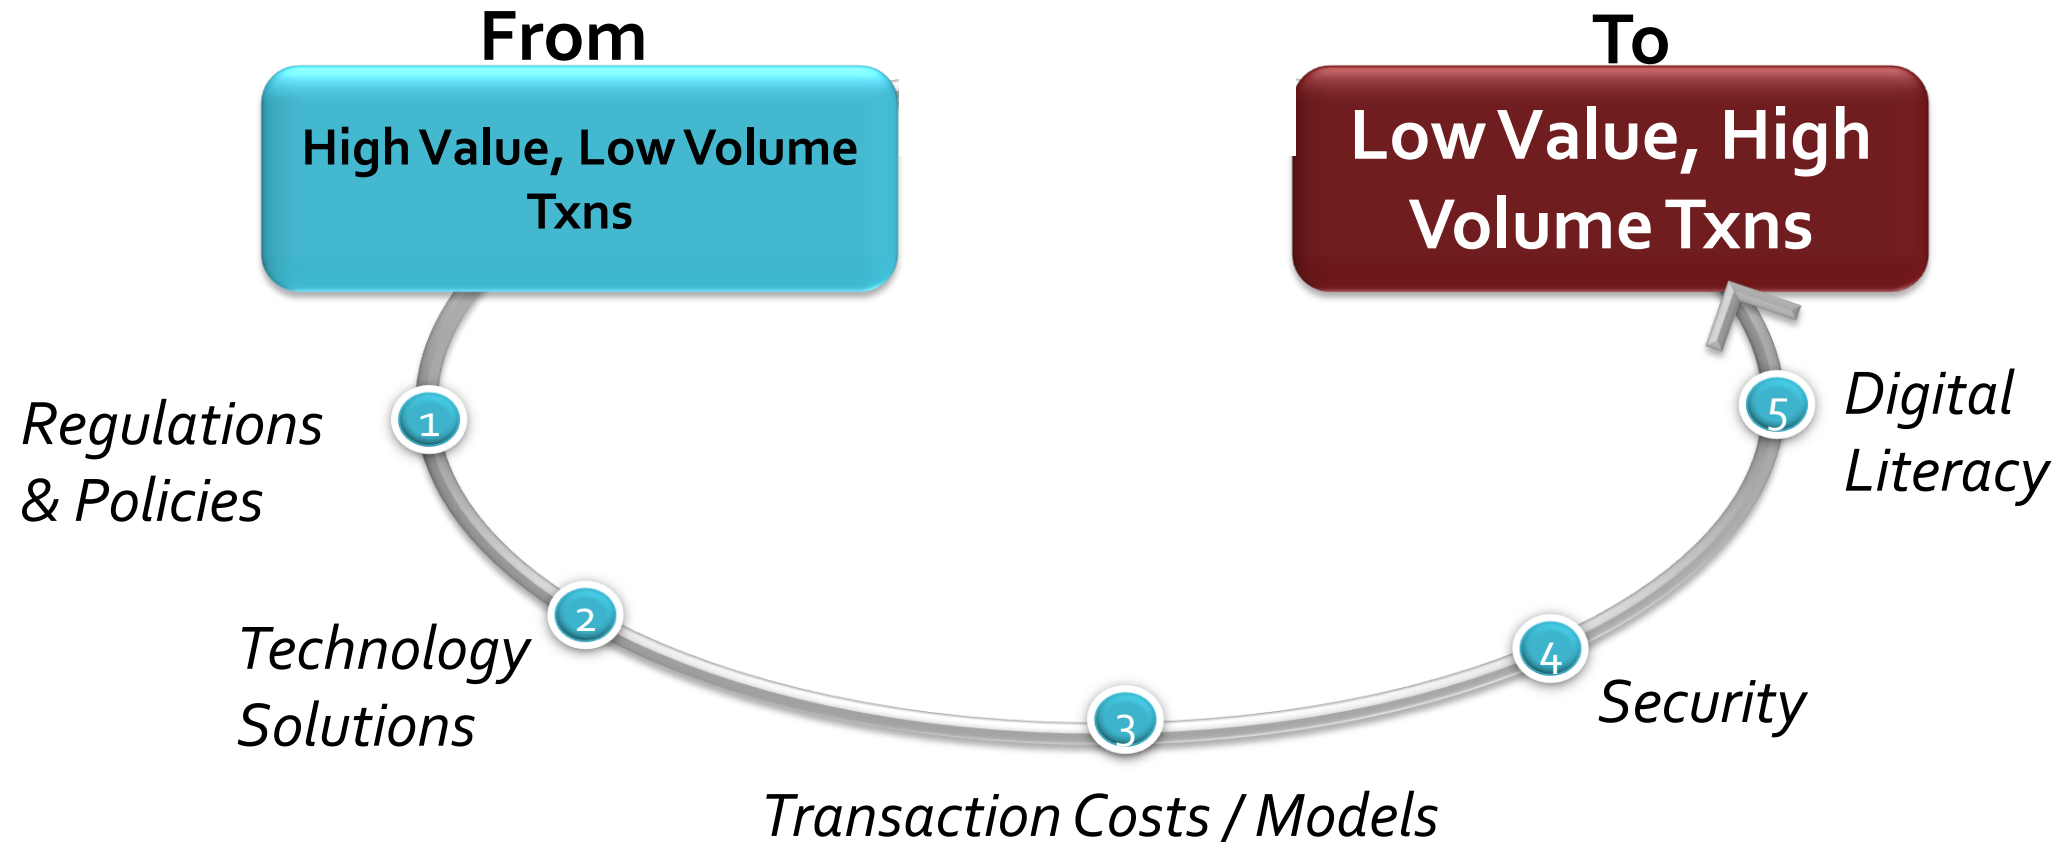 From
To
High Value, Low Volume
Txns
Low Value, High
Volume Txns
1
Regulations
& Policies
2
Technology
Solutions
3
Transaction Costs / Models
4
Security
5
Digital
Literacy